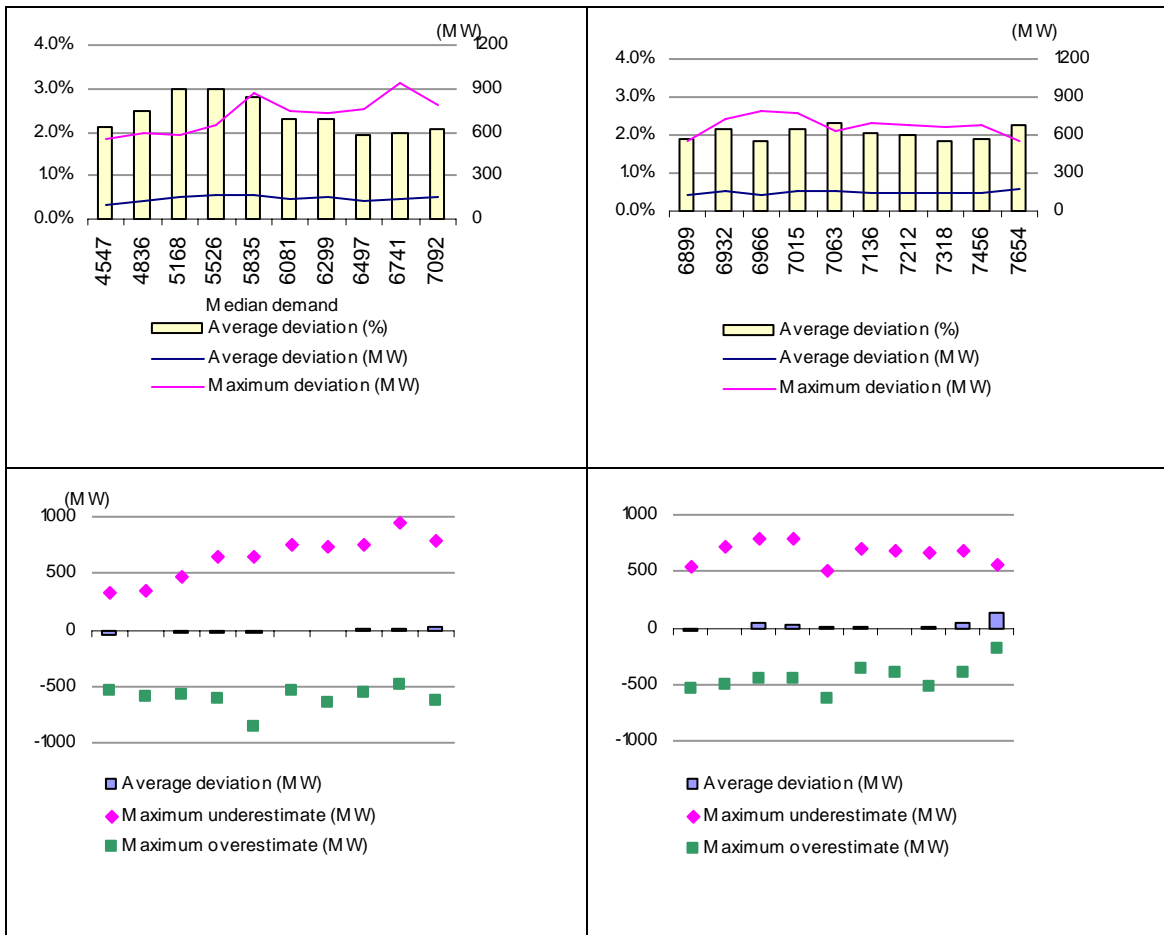 (MW)
4.0% 1200
3.0% 900
2.0% 600
1.0% 300
0.0% 0
4547 4836 5168 5526 5835 6081 6299 6497 6741 7092
Median demand
Average deviation (%)
Average deviation (MW)
Maximum deviation (MW)
(MW)
4.0% 1200
3.0% 900
2.0% 600
1.0% 300
0.0% 0
6899 6932 6966 7015 7063 7136 7212 7318 7456 7654
Average deviation (%)
Average deviation (MW)
Maximum deviation (MW)
(MW)
1000
500
0
-500
-1000
Average deviation (MW)
Maximum underestimate (MW)
Maximum overestimate (MW)
1000
500
0
-500
-1000
Average deviation (MW)
Maximum underestimate (MW)
Maximum overestimate (MW)